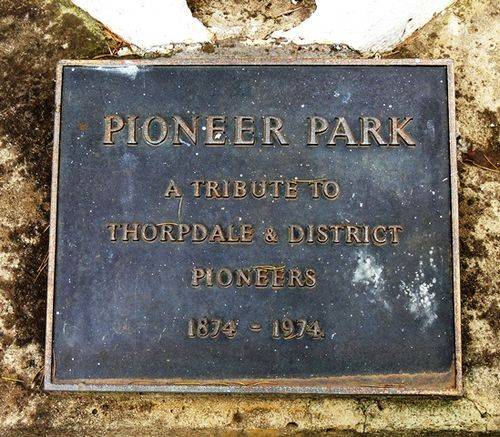 PIONEER PARK
A TRIBUTE TO
THORPDALE & DISTRICT
PIONEERS
1874 - 1974